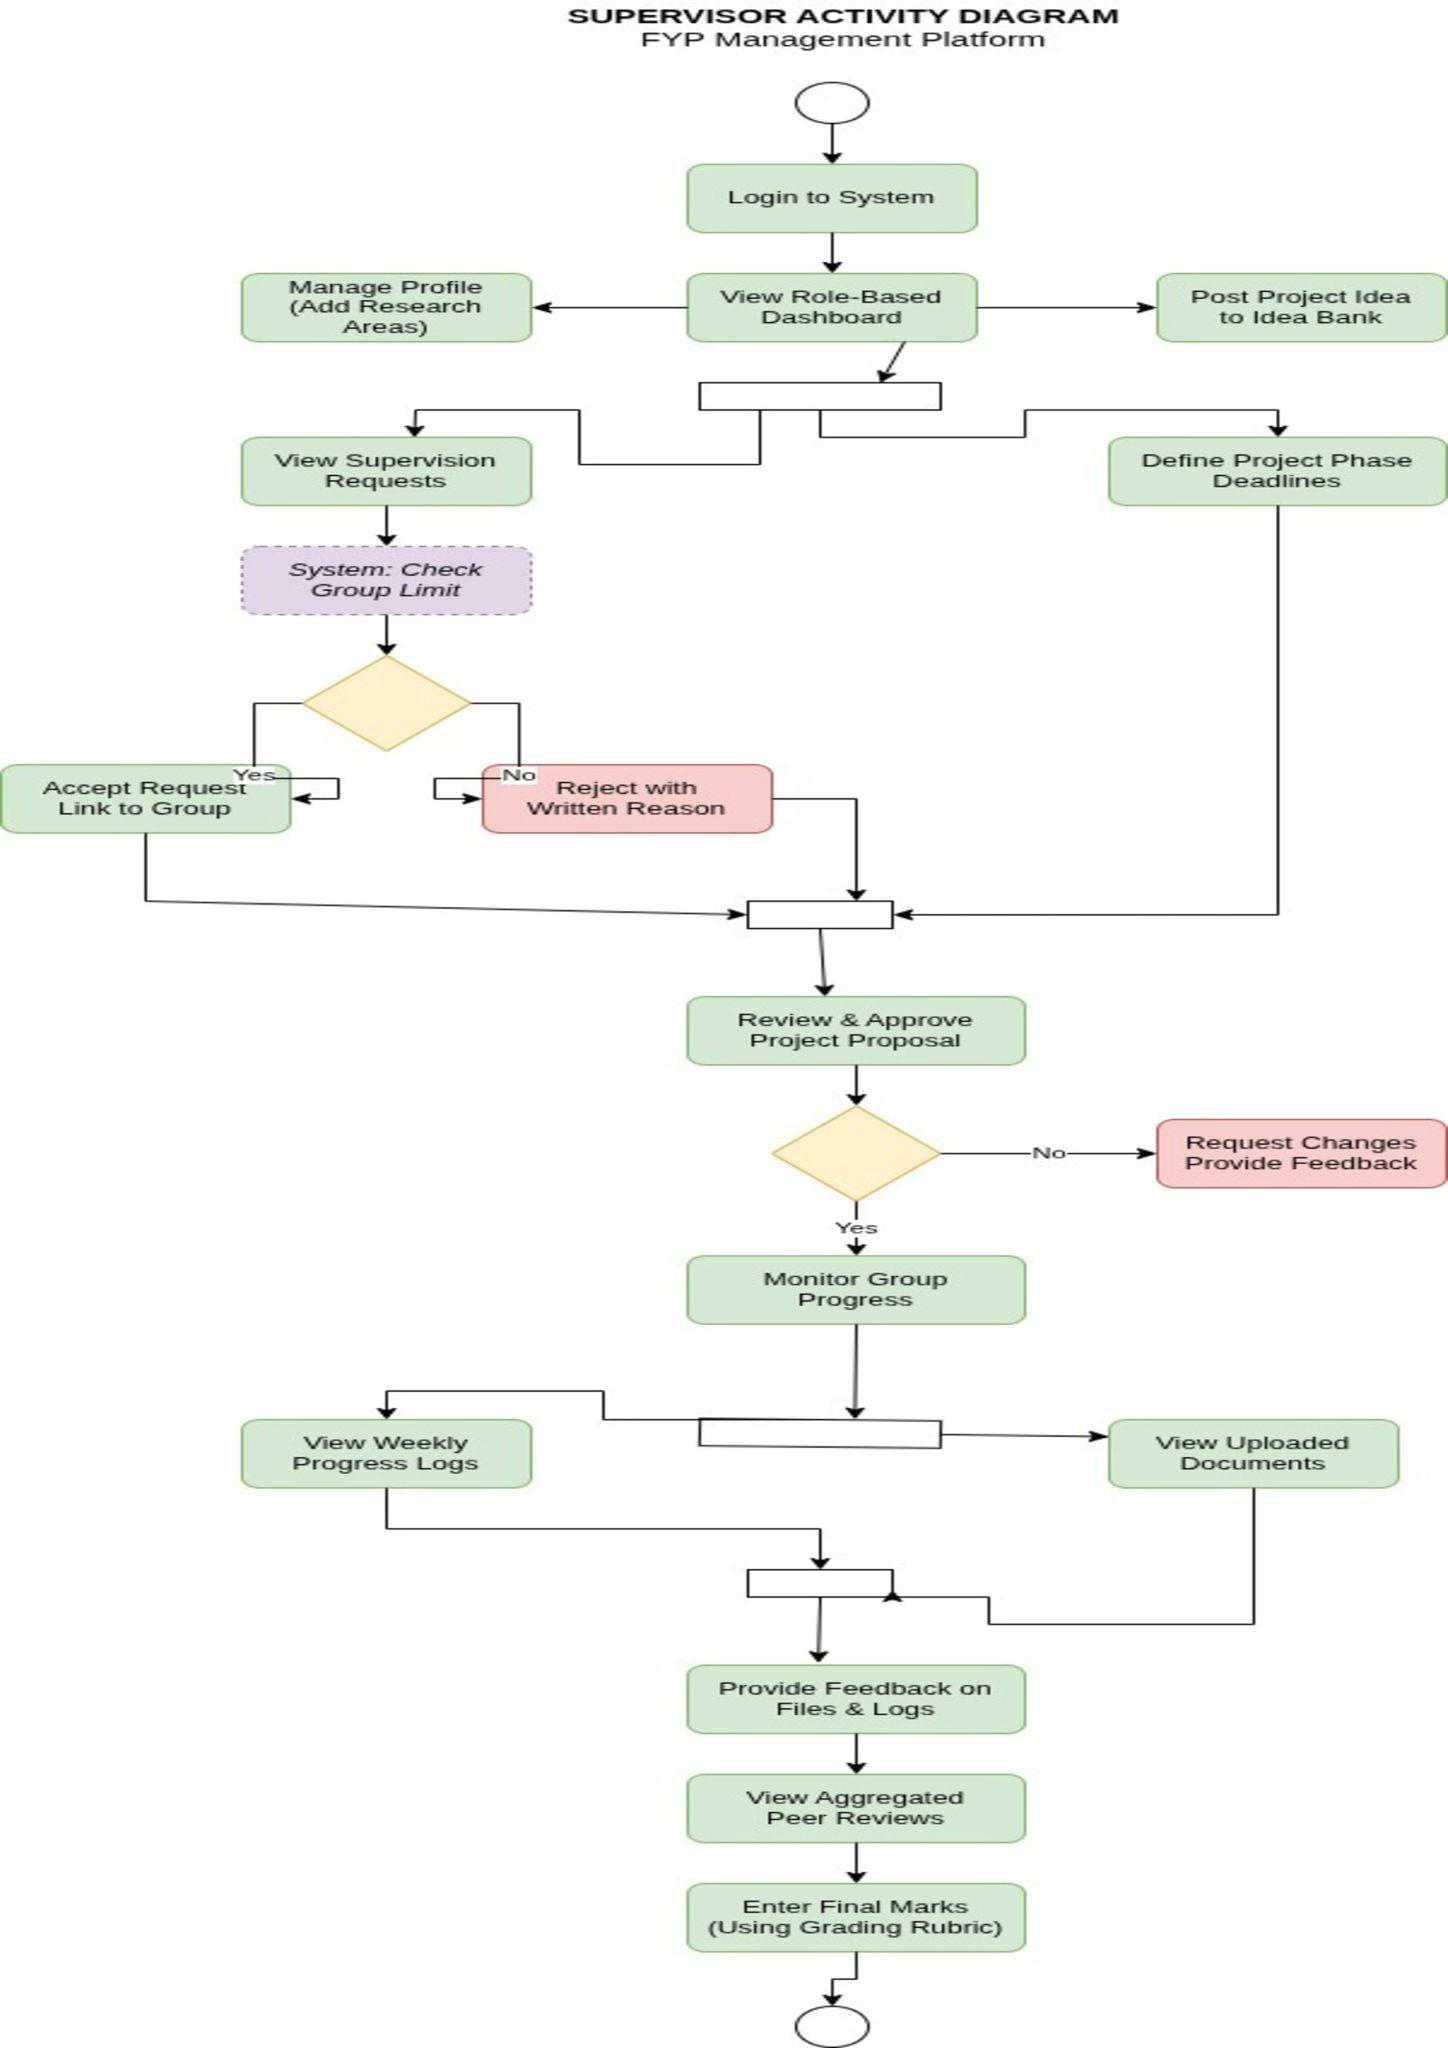 SUPERVISOR ACTIVITY DIAGRAM
FYP Management Platform
Login to System
Manage Profile
(Add Research
Areas)
View Role-Based
Dashboard
Post Project Idea
to Idea Bank
View Supervision
Requests
Define Project Phase
Deadlines
System: Check
Group Limit
Yes
Accept Request
Link to Group
No
Reject with
Written Reason
Review & Approve
Project Proposal
No
Request Changes
Provide Feedback
Yes
Monitor Group
Progress
View Weekly
Progress Logs
View Uploaded
Documents
Provide Feedback on
Files & Logs
View Aggregated
Peer Reviews
Enter Final Marks
(Using Grading Rubric)